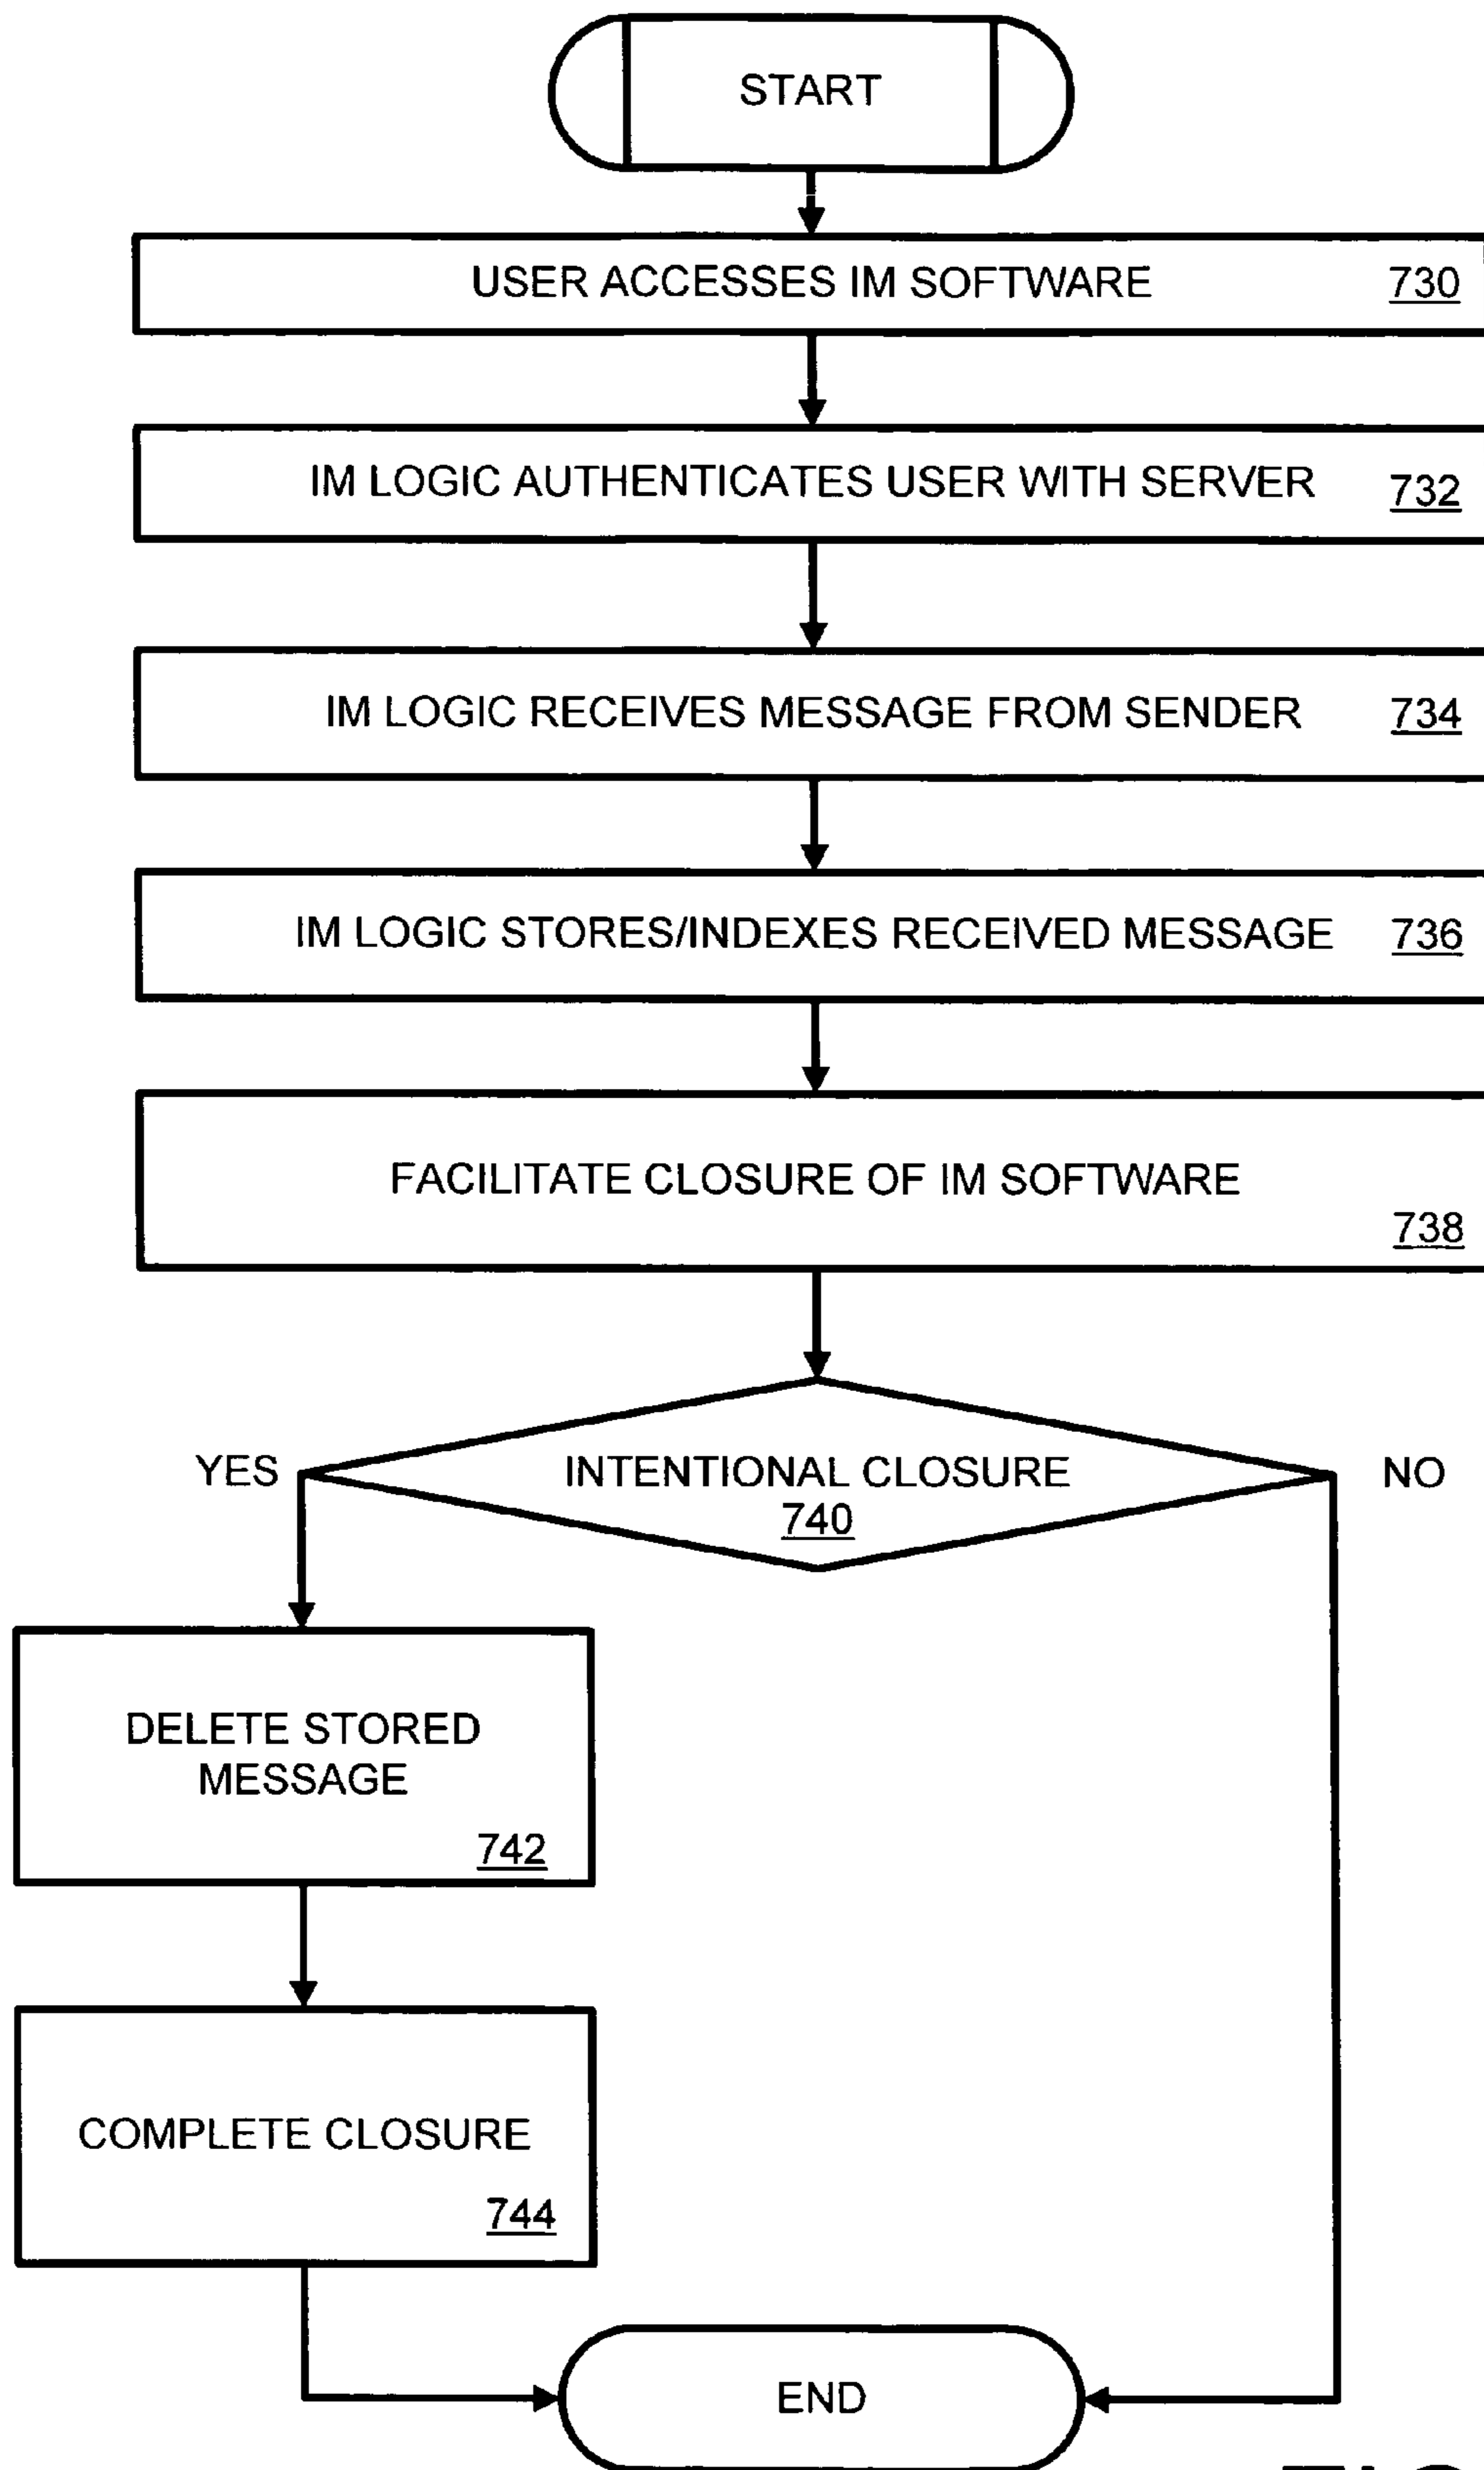 START
USER ACCESSES IM SOFTWARE 730
IM LOGIC AUTHENTICATES USER WITH SERVER 732
IM LOGIC RECEIVES MESSAGE FROM SENDER 734
IM LOGIC STORES/INDEXES RECEIVED MESSAGE 736
FACILITATE CLOSURE OF IM SOFTWARE
738
YES
INTENTIONAL CLOSURE
740
NO
DELETE STORED
MESSAGE
742
COMPLETE CLOSURE
744
END